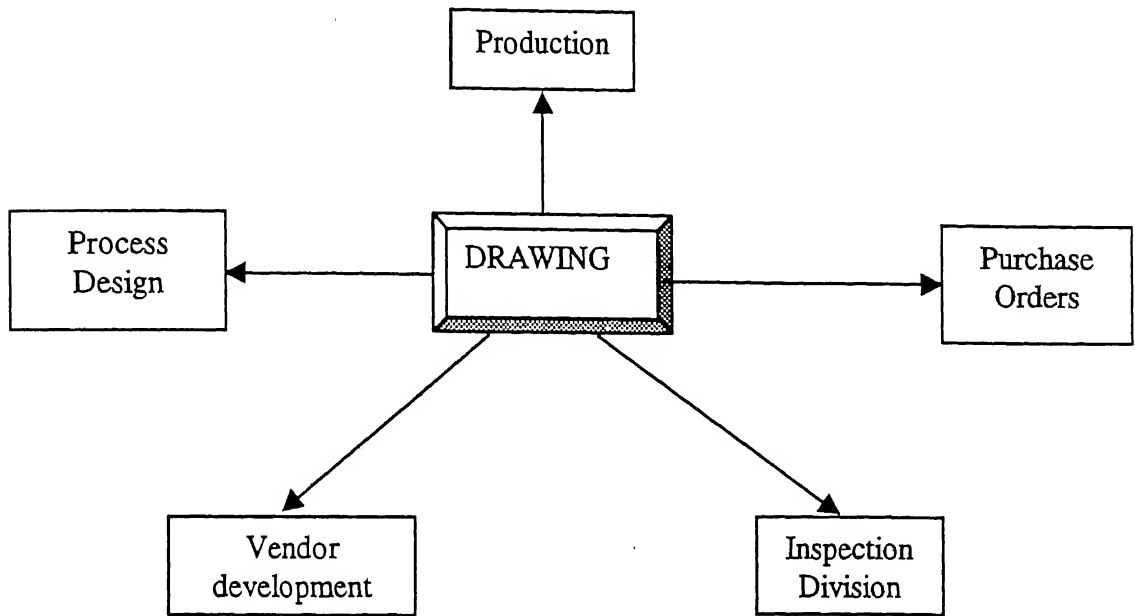 Production
Process
Design
DRAWING
Purchase
Orders
Vendor
development
Inspection
Division